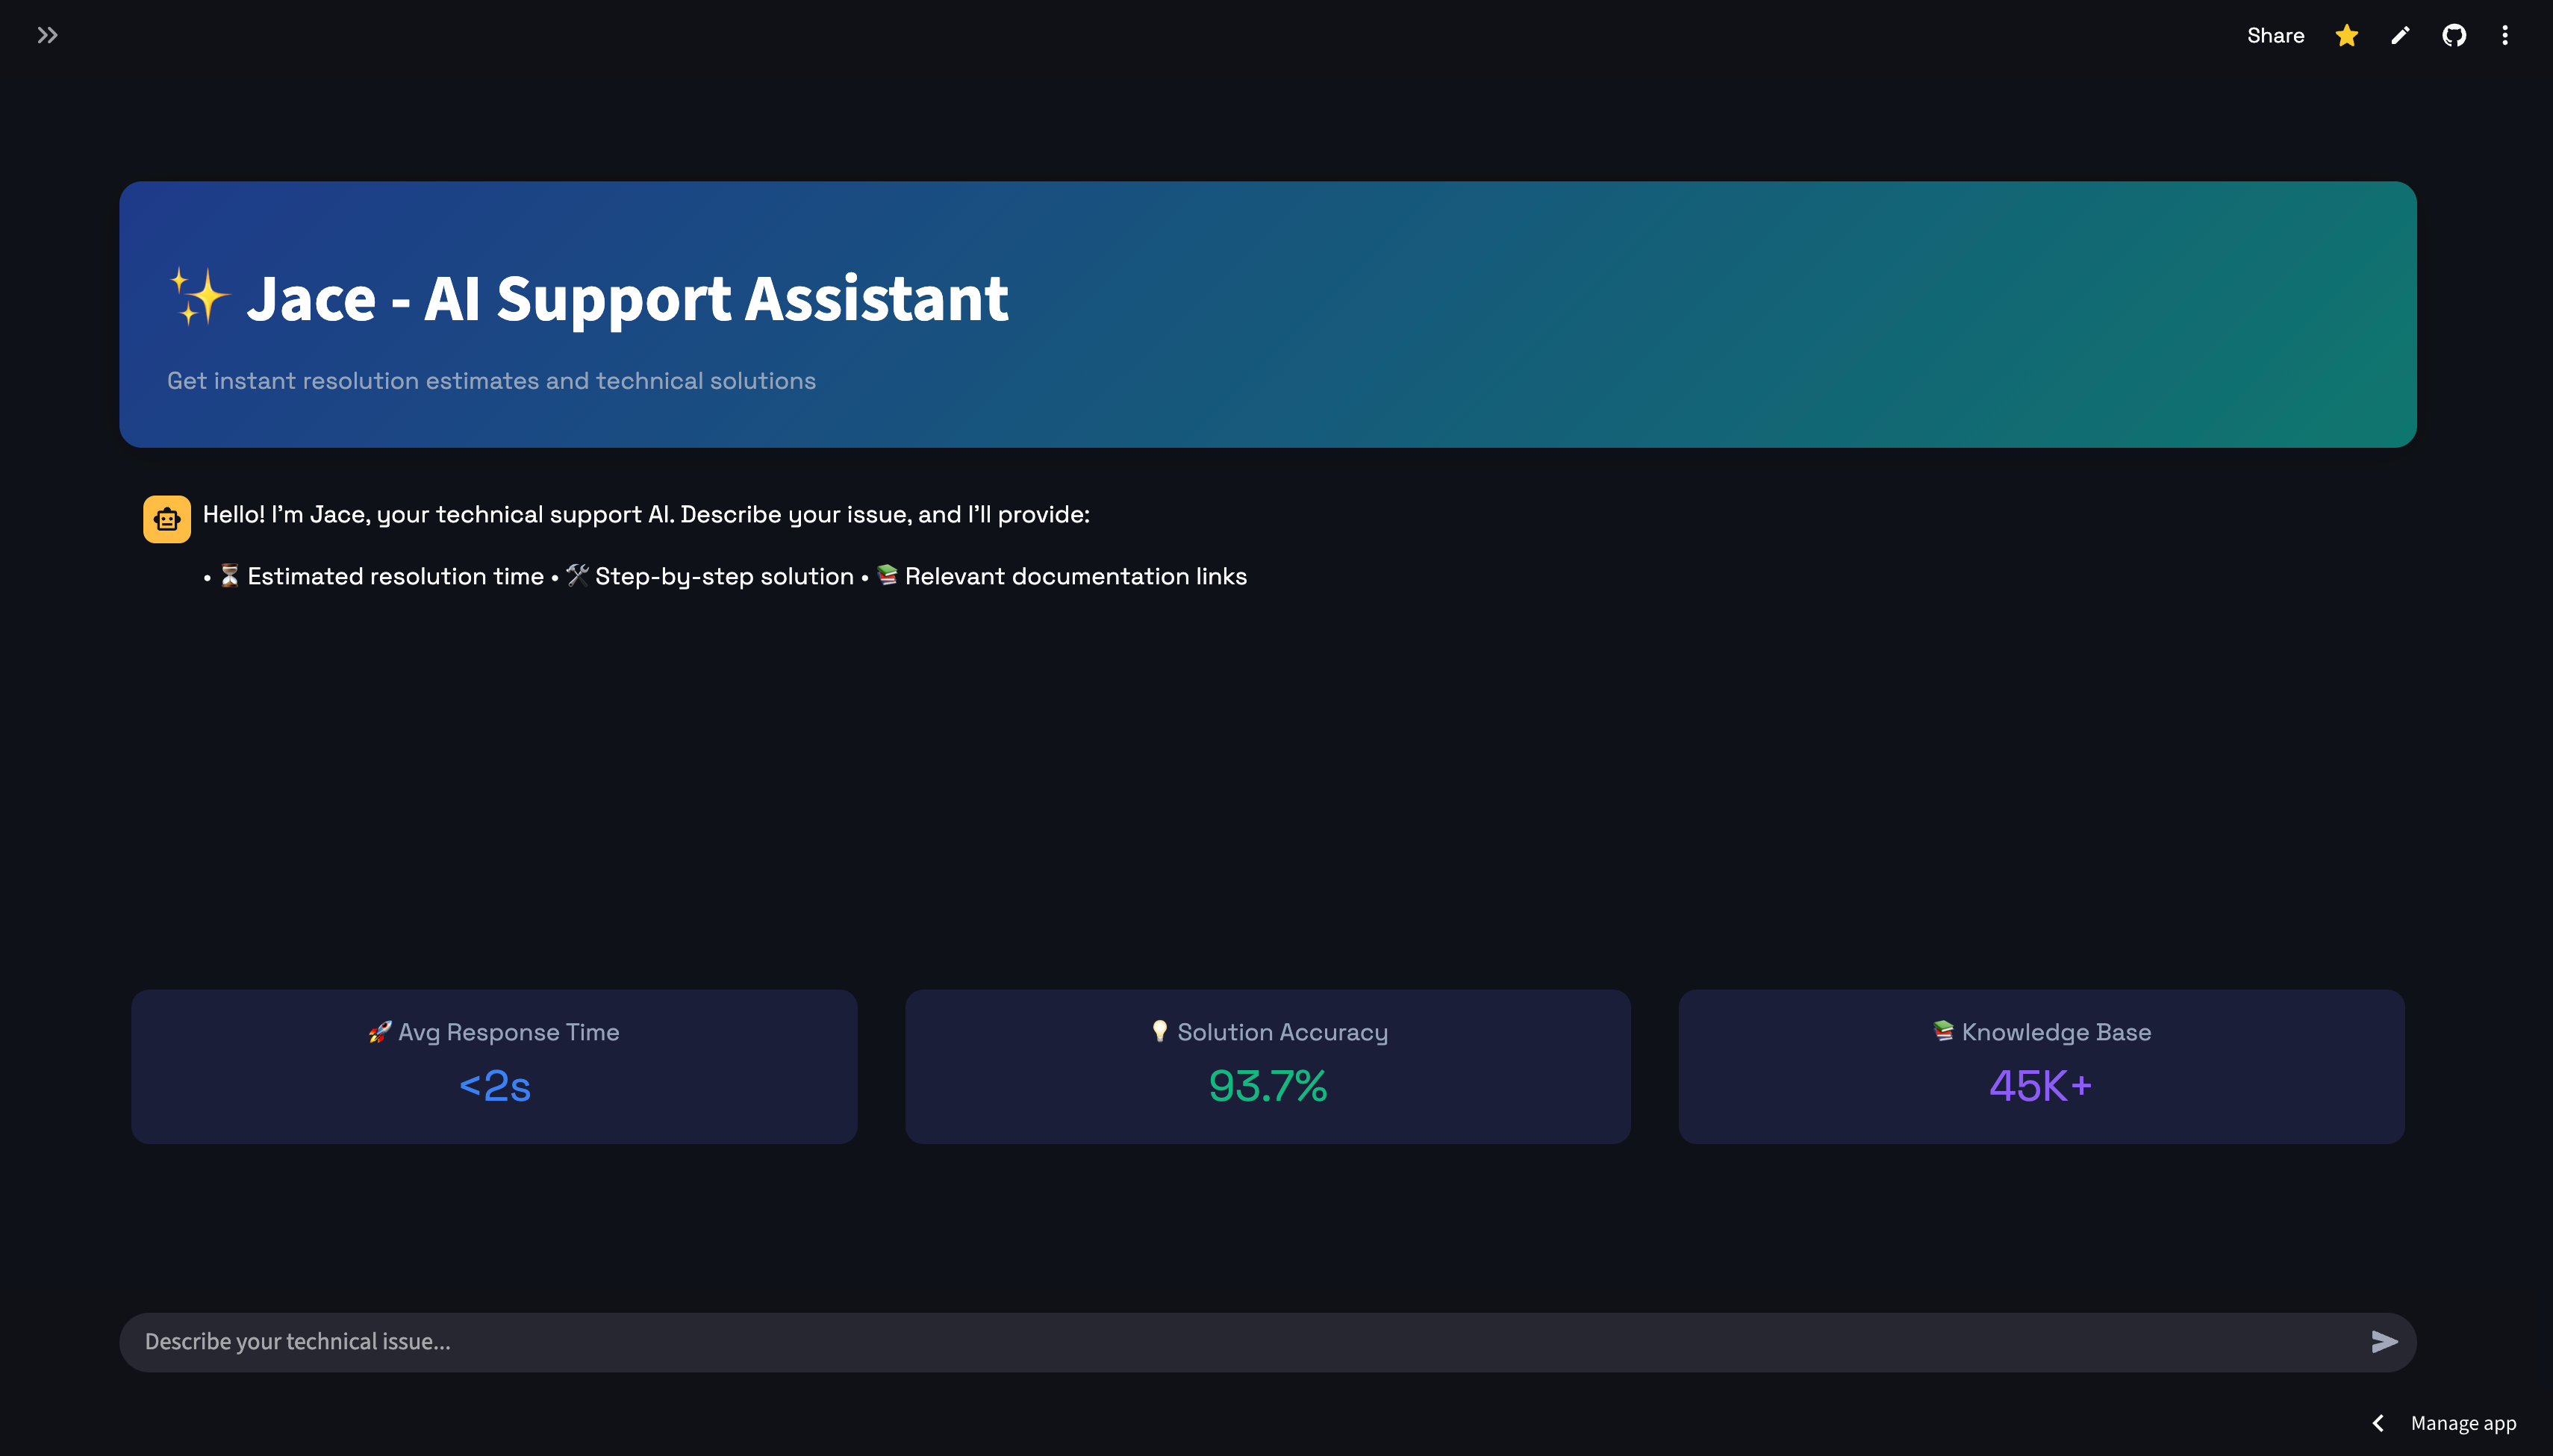 Share
✨ Jace - AI Support Assistant
Get instant resolution estimates and technical solutions
Hello! I'm Jace, your technical support AI. Describe your issue, and I'll provide:
• ⏳ Estimated resolution time • 🛠 Step-by-step solution • 📚 Relevant documentation links
🚀 Avg Response Time
<2s
💡 Solution Accuracy
93.7%
📚 Knowledge Base
45K+
Describe your technical issue...
Manage app